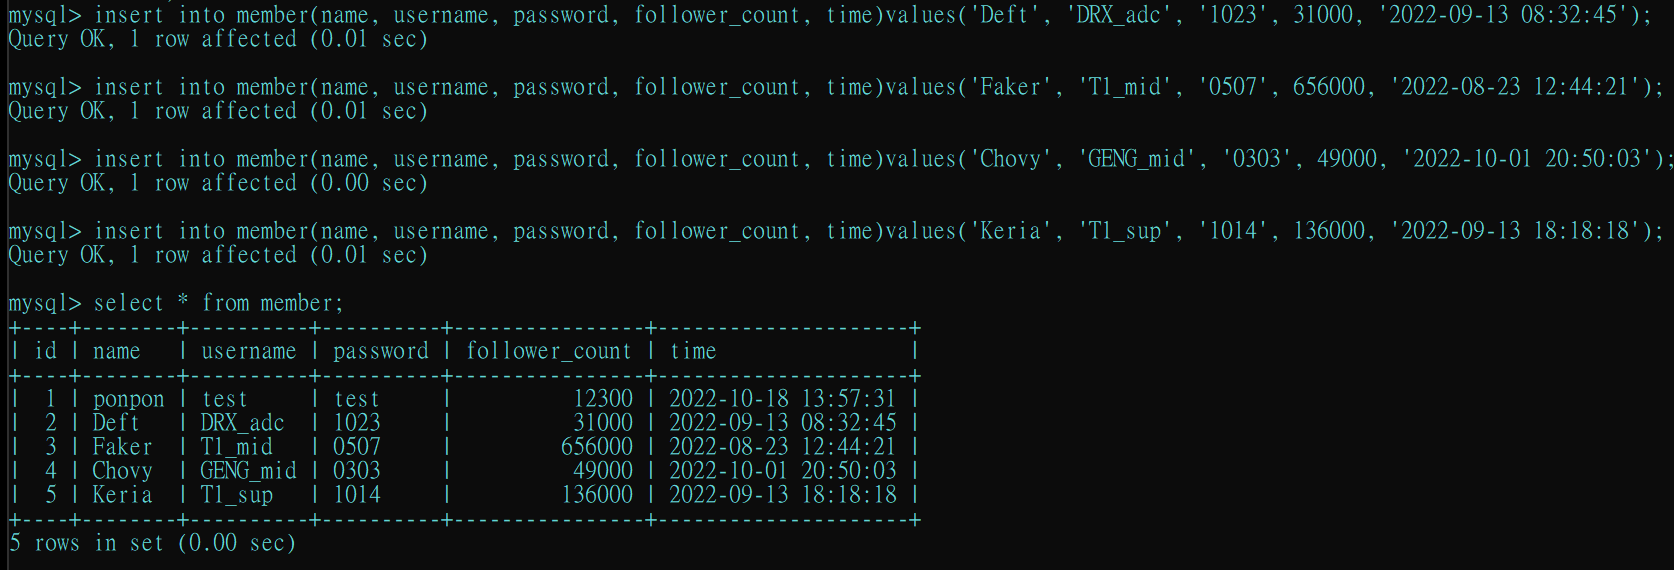 mysql> insert into member(name, username, password, follower_count, time)values('Deft', 'DRX_adc', '1023', 31000, '2022-09-13 08:32:45');
Query OK, 1 row affected (0.01 sec)
mysql> insert into member(name, username, password, follower_count, time)values('Faker', 'T1_mid', '0507', 656000, '2022-08-23 12:44:21');
Query OK, 1 row affected (0.01 sec)
mysql> insert into member(name, username, password, follower_count, time)values('Chovy', 'GENG_mid', '0303', 49000, '2022-10-01 20:50:03');
Query OK, 1 row affected (0.00 sec)
mysql> insert into member(name, username, password, follower_count, time)values('Keria', 'T1_sup', '1014', 136000, '2022-09-13 18:18:18');
Query OK, 1 row affected (0.01 sec)
mysql> select * from member;
+----+--------+----------+----------+----------------+---------------------+
| id | name   | username | password | follower_count | time                |
+----+--------+----------+----------+----------------+---------------------+
|  1 | ponpon | test     | test     |          12300 | 2022-10-18 13:57:31 |
|  2 | Deft   | DRX_adc  | 1023     |          31000 | 2022-09-13 08:32:45 |
|  3 | Faker  | T1_mid   | 0507     |         656000 | 2022-08-23 12:44:21 |
|  4 | Chovy  | GENG_mid | 0303     |          49000 | 2022-10-01 20:50:03 |
|  5 | Keria  | T1_sup   | 1014     |         136000 | 2022-09-13 18:18:18 |
+----+--------+----------+----------+----------------+---------------------+
5 rows in set (0.00 sec)